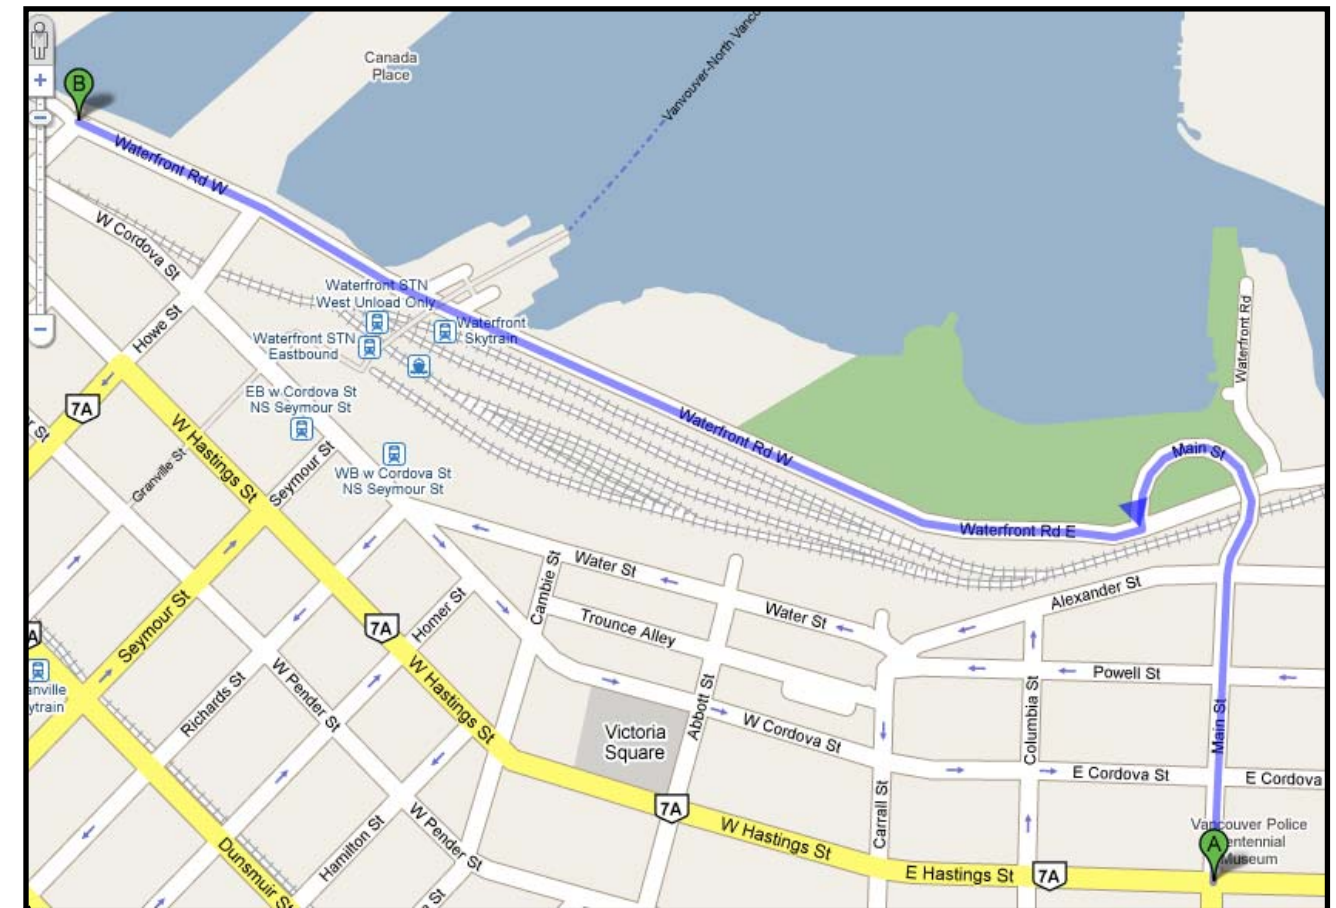 Canada
Place
Vanvouver-North Vanco
B
Waterfront Rd W
W Cordova St
Howe St
Waterfront STN
West Unload Only
Waterfront
Skytrain
Waterfront STN
Eastbound
Waterfront Rd
EB w Cordova St
NS Seymour St
7A
W Hastings St
Granville St
Seymour St
WB w Cordova St
NS Seymour St
Waterfront Rd W
Main St
Waterfront Rd E
Water St
Cambie St
Alexander St
Seymour St
7A
Homer St
Trounce Alley
Water St
Powell St
W Pender St
Richards St
W Hastings St
Abbott St
Columbia St
Main St
anville
ytrain
Victoria
Square
W Cordova St
E Cordova St
E Cordova
Carrall St
7A
W Hastings St
Vancouver Police
entennial
Museum
A
Hamilton St
W Pender St
Dunsmuir St
E Hastings St
7A
St